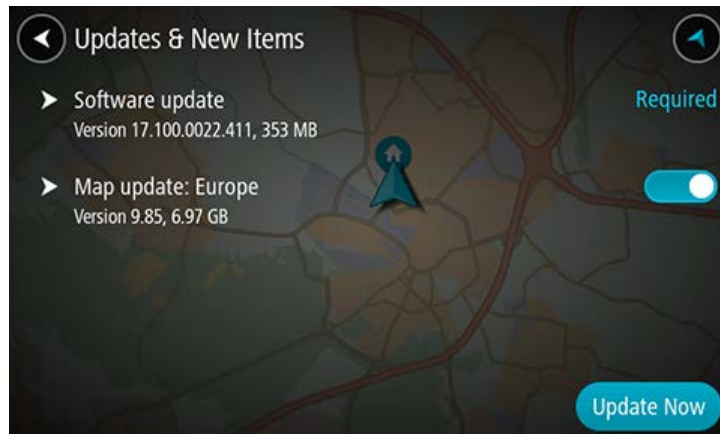 Updates & New Items
Software update
Required
Version 17.100.0022.411, 353 MB
Map update: Europe
Version 9.85, 6.97 GB
Update Now